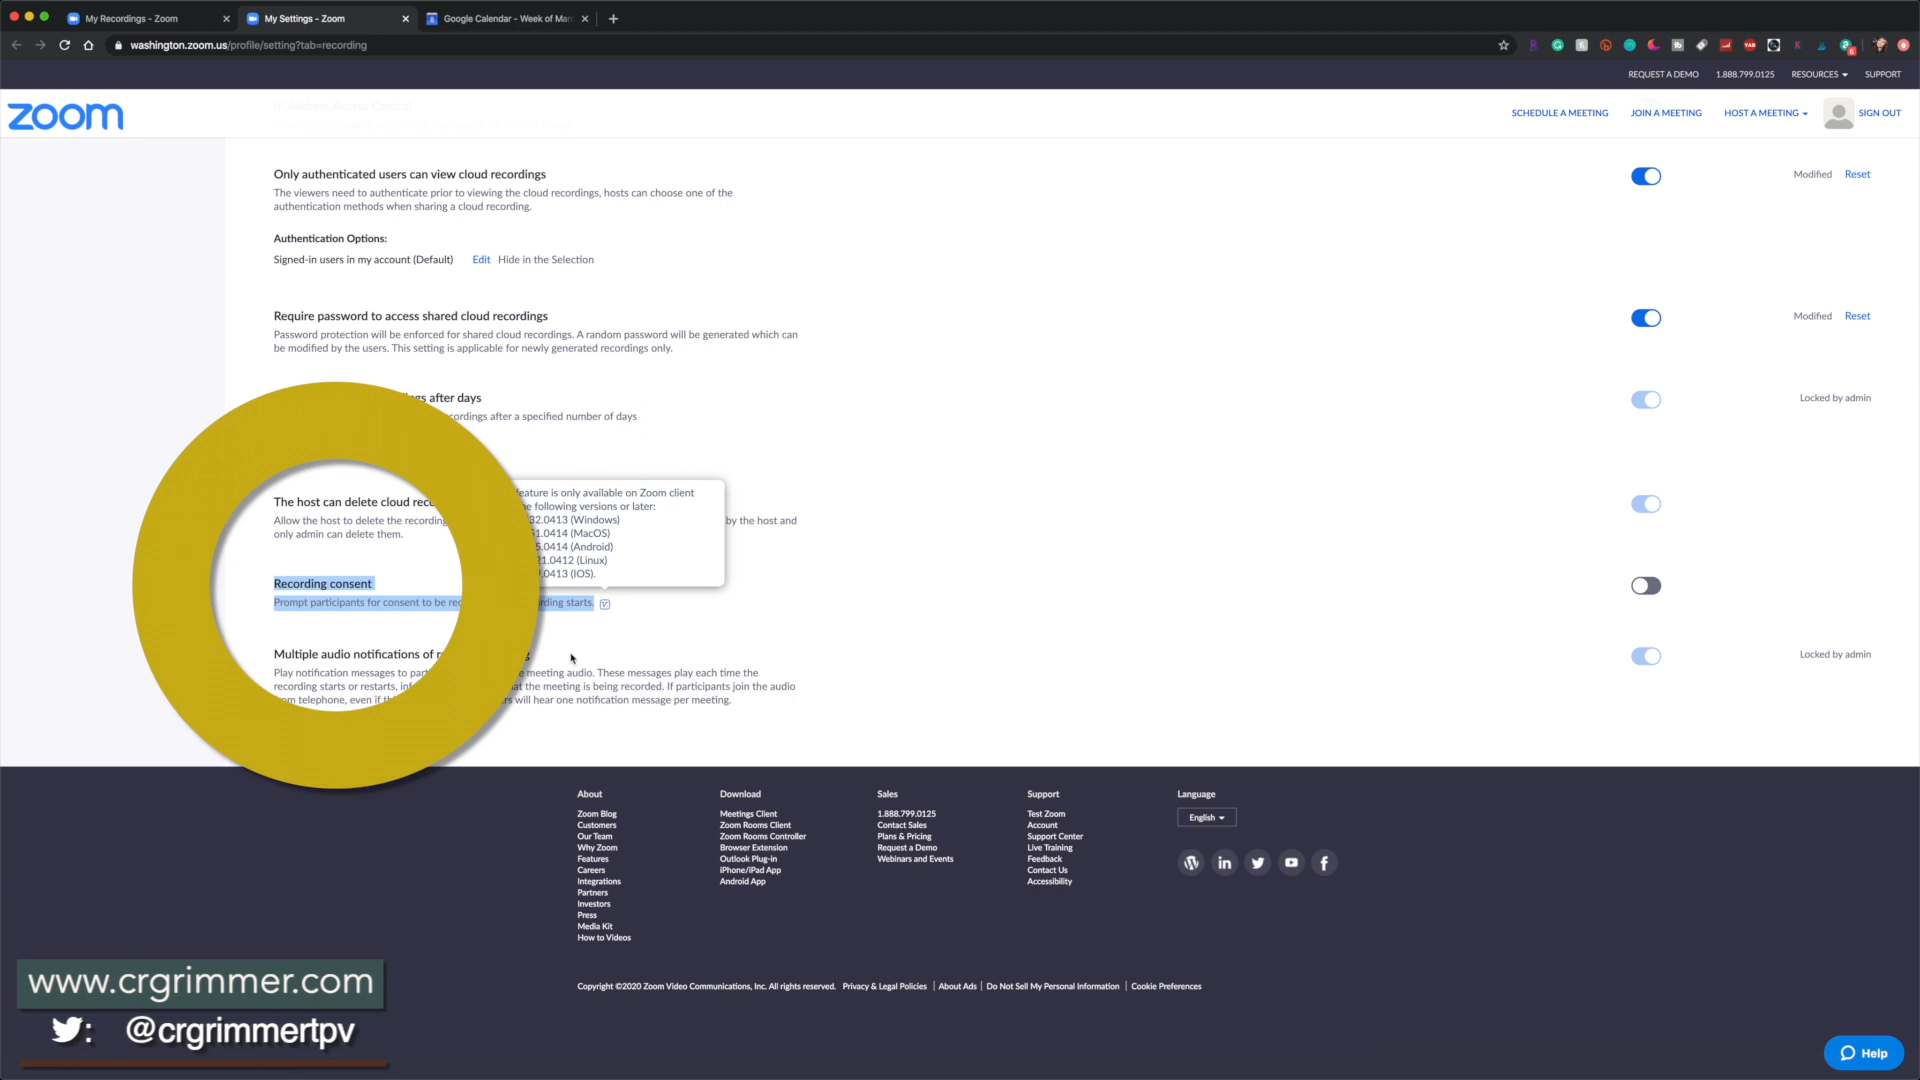 My Recordings - Zoom
My Settings - Zoom
Google Calendar - Week of Mar
washington.zoom.us/profile/setting?tab=recording
REQUEST A DEMO 1.888.799.0125 RESOURCES SUPPORT
zoom
SCHEDULE A MEETING JOIN A MEETING HOST A MEETING SIGN OUT
Only authenticated users can view cloud recordings
Modified Reset
The viewers need to authenticate prior to viewing the cloud recordings, hosts can choose one of the
authentication methods when sharing a cloud recording.
Authentication Options:
Signed-in users in my account (Default) Edit Hide in the Selection
Require password to access shared cloud recordings
Modified Reset
Password protection will be enforced for shared cloud recordings. A random password will be generated which can
be modified by the users. This setting is applicable for newly generated recordings only.
after days
Locked by admin
cordings after a specified number of days
The host can delete cloud reco
Allow the host to delete the recording by the host and
only admin can delete them.
feature is only available on Zoom client
e following versions or later:
32.0413 (Windows)
1.0414 (MacOS)
5.0414 (Android)
21.0412 (Linux)
.0413 (IOS).
Recording consent
Prompt participants for consent to be rec rding starts.
Multiple audio notifications of r
Locked by admin
Play notification messages to part e meeting audio. These messages play each time the
recording starts or restarts, inf at the meeting is being recorded. If participants join the audio
om telephone, even if th rs will hear one notification message per meeting.
About
Zoom Blog
Customers
Our Team
Why Zoom
Features
Careers
Integrations
Partners
Investors
Press
Media Kit
How to Videos
Download
Meetings Client
Zoom Rooms Client
Zoom Rooms Controller
Browser Extension
Outlook Plug-in
iPhone/iPad App
Android App
Sales
1.888.799.0125
Contact Sales
Plans & Pricing
Request a Demo
Webinars and Events
Support
Test Zoom
Account
Support Center
Live Training
Feedback
Contact Us
Accessibility
Language
English
Copyright ©2020 Zoom Video Communications, Inc. All rights reserved. Privacy & Legal Policies | About Ads | Do Not Sell My Personal Information | Cookie Preferences
www.crgrimmer.com
: @crgrimmertpv
Help